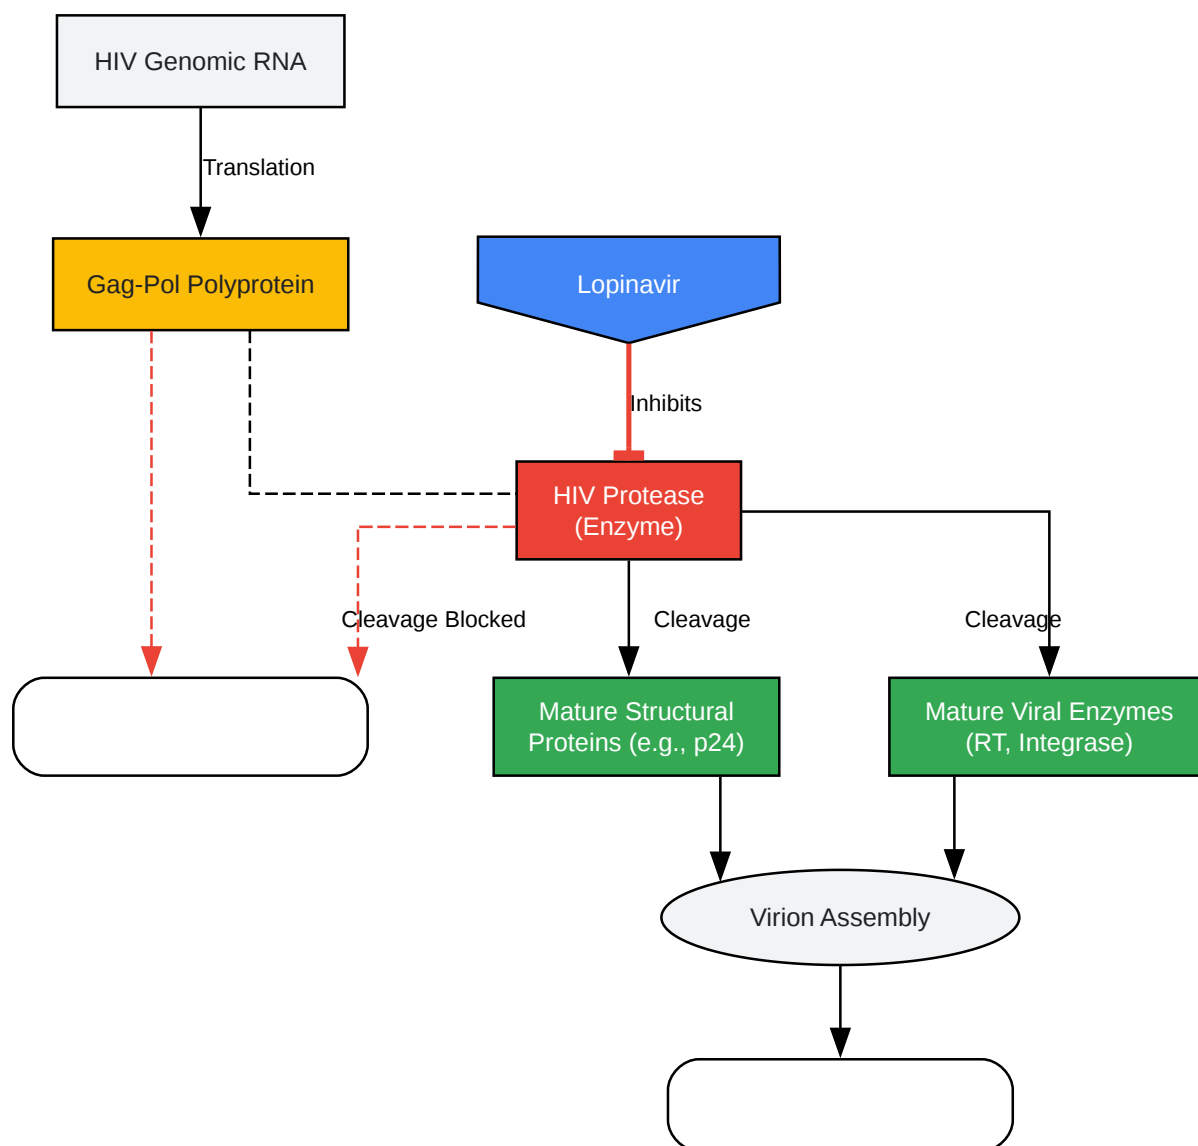 HIV Genomic RNA
Translation
Gag-Pol Polyprotein
Lopinavir
Inhibits
HIV Protease
(Enzyme)
Cleavage Blocked
Cleavage
Cleavage
Mature Structural
Proteins (e.g., p24)
Mature Viral Enzymes
(RT, Integrase)
Virion Assembly